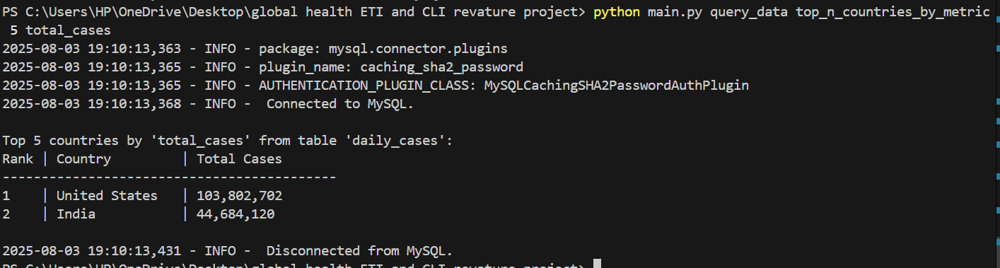 PS C:\Users\HP\OneDrive\Desktop\global health ETI and CLI revature project> python main.py query_data top_n_countries_by_metric
5 total_cases
2025-08-03 19:10:13,363 - INFO - package: mysql.connector.plugins
2025-08-03 19:10:13,365 - INFO - plugin_name: caching_sha2_password
2025-08-03 19:10:13,365 - INFO - AUTHENTICATION_PLUGIN_CLASS: MySQLCachingSHA2PasswordAuthPlugin
2025-08-03 19:10:13,368 - INFO -  Connected to MySQL.
Top 5 countries by 'total_cases' from table 'daily_cases':
Rank | Country         | Total Cases
-------------------------------------------
1    | United States   | 103,802,702
2    | India           | 44,684,120
2025-08-03 19:10:13,431 - INFO -  Disconnected from MySQL.
PS C:\Users\HP\OneDrive\Desktop\global health ETI and CLI revature project>